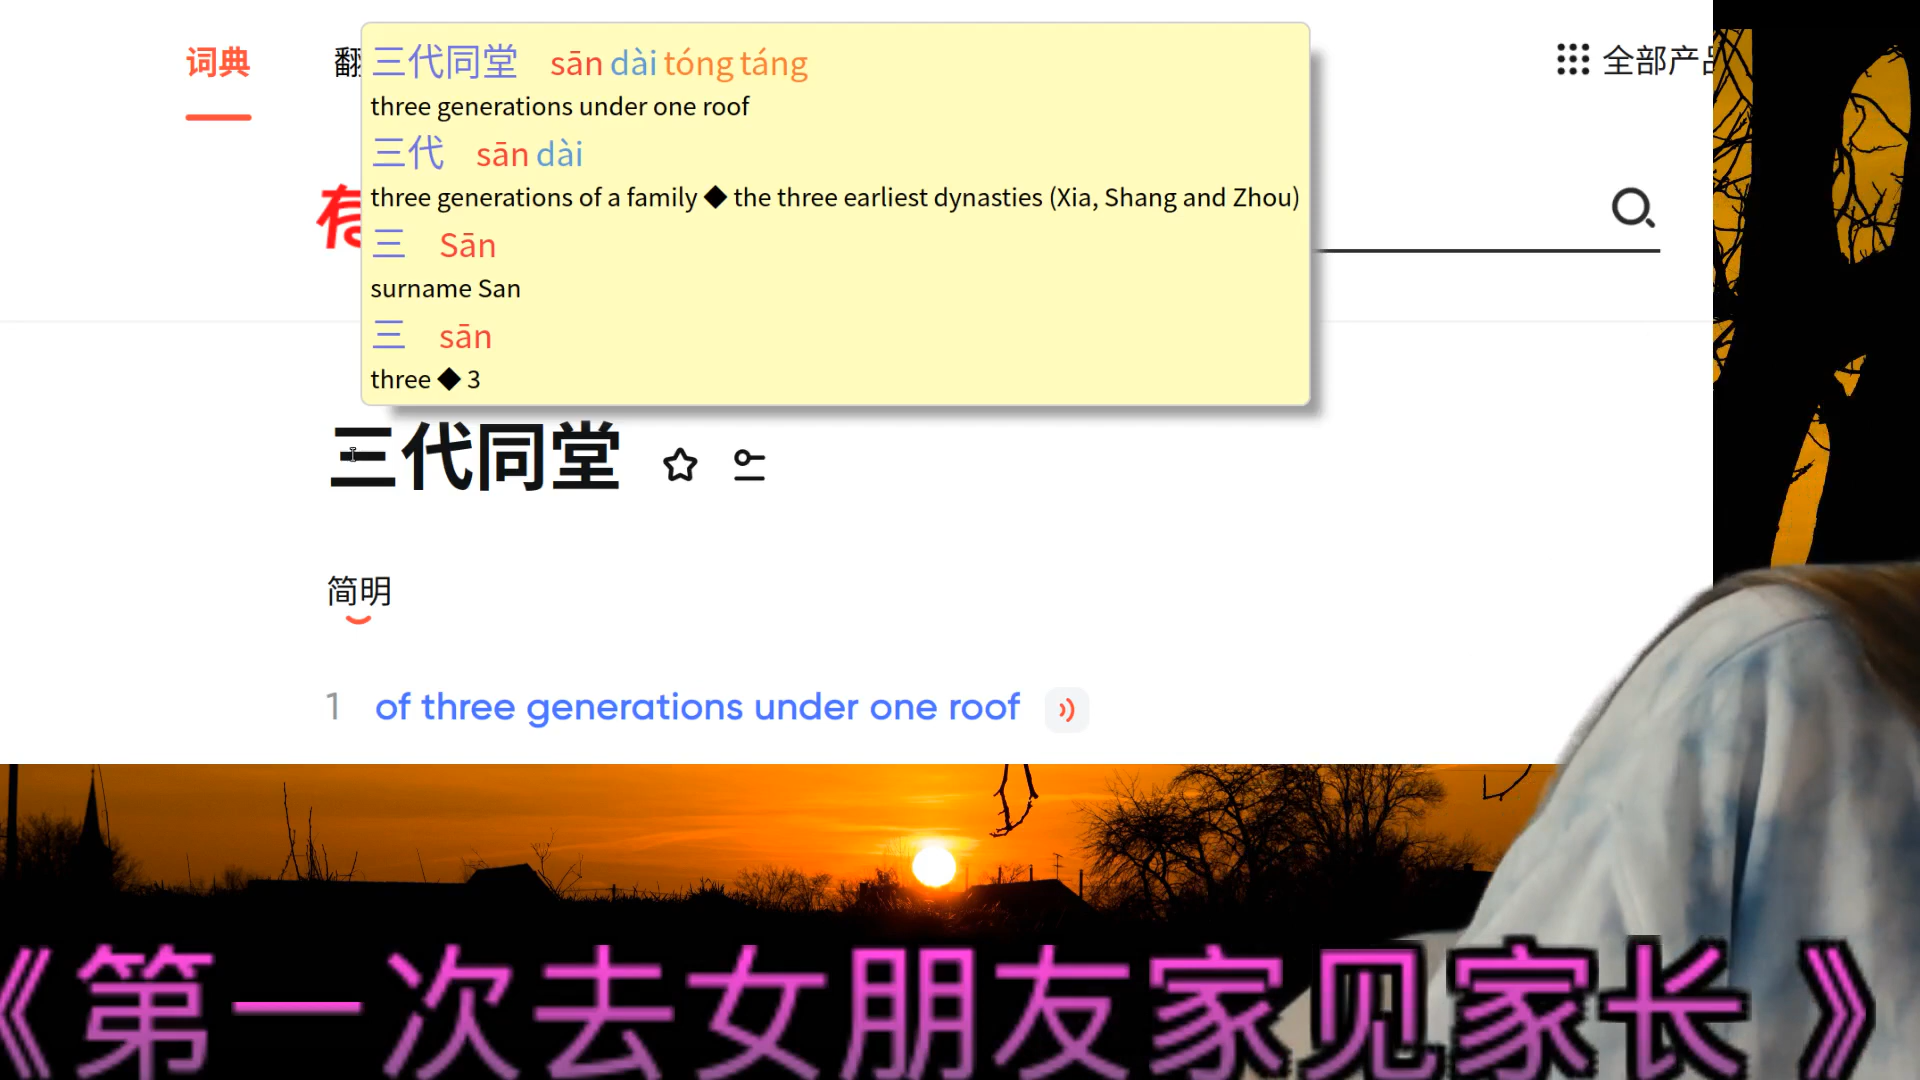 词典 翻 全部产品
三代同堂 sān dài tóng táng
three generations under one roof
三代 sān dài
three generations of a family ◆ the three earliest dynasties (Xia, Shang and Zhou)
三 Sān
surname San
三 sān
three ◆ 3
三代同堂
简明
1 of three generations under one roof
《第一次去女朋友家见家长》